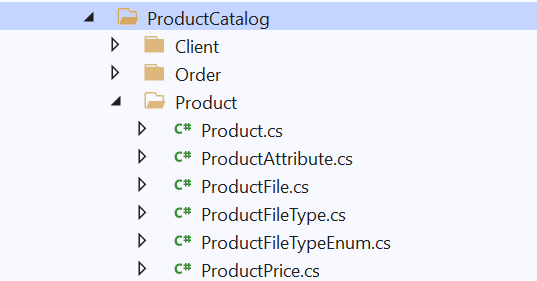 ProductCatalog
Client
Order
Product
C# Product.cs
C# ProductAttribute.cs
C# ProductFile.cs
C# ProductFileType.cs
C# ProductFileTypeEnum.cs
C# ProductPrice.cs